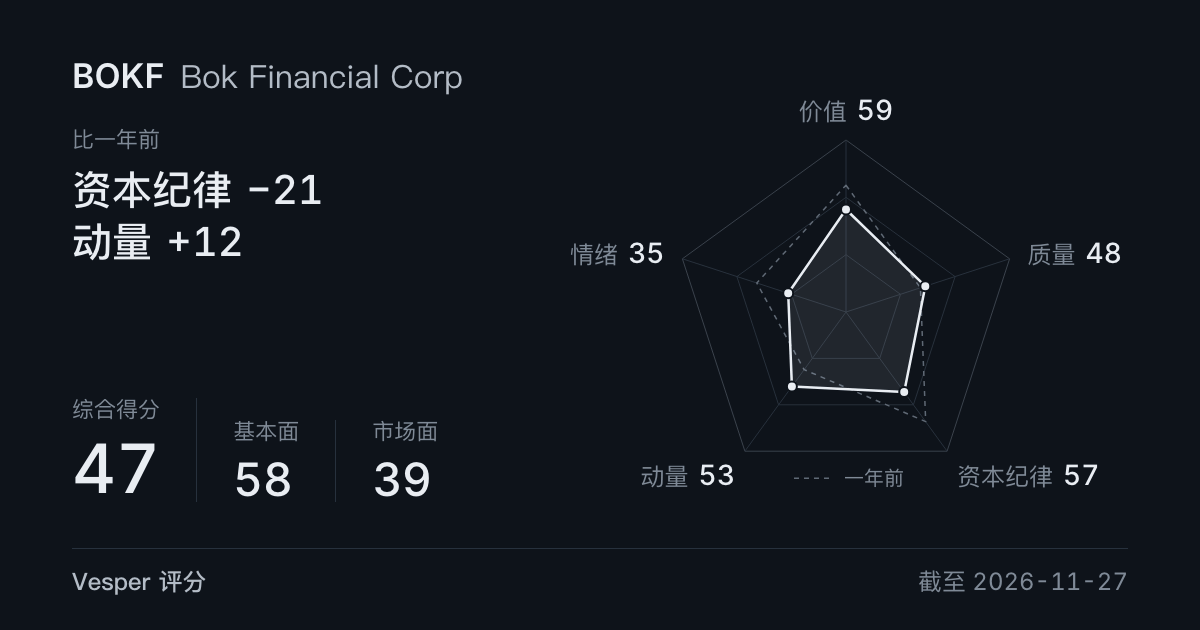 BOKF Bok Financial Corp
比一年前
资本纪律 −21
动量 +12
价值 59
情绪 35
质量 48
动量 53
一年前
资本纪律 57
综合得分
47
基本面
58
市场面
39
Vesper 评分
截至 2026-11-27